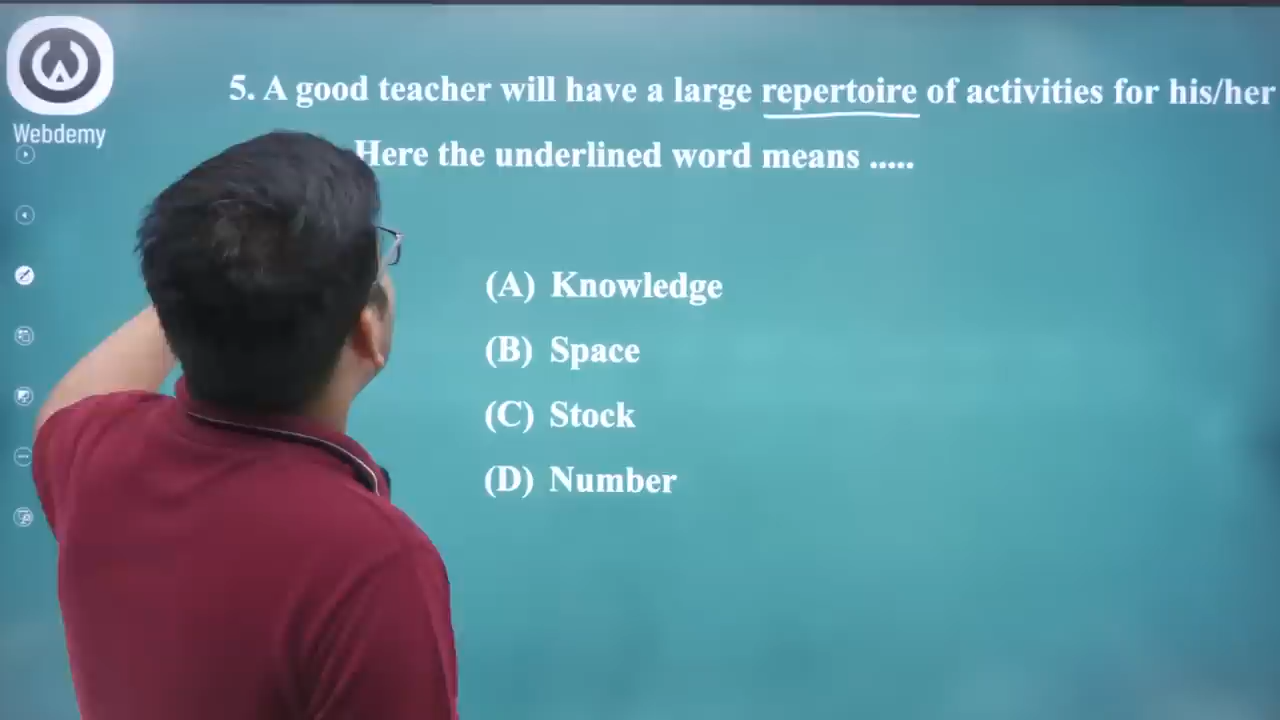 Webdemy
5. A good teacher will have a large repertoire of activities for his/her
Here the underlined word means .....
(A) Knowledge
(B) Space
(C) Stock
(D) Number